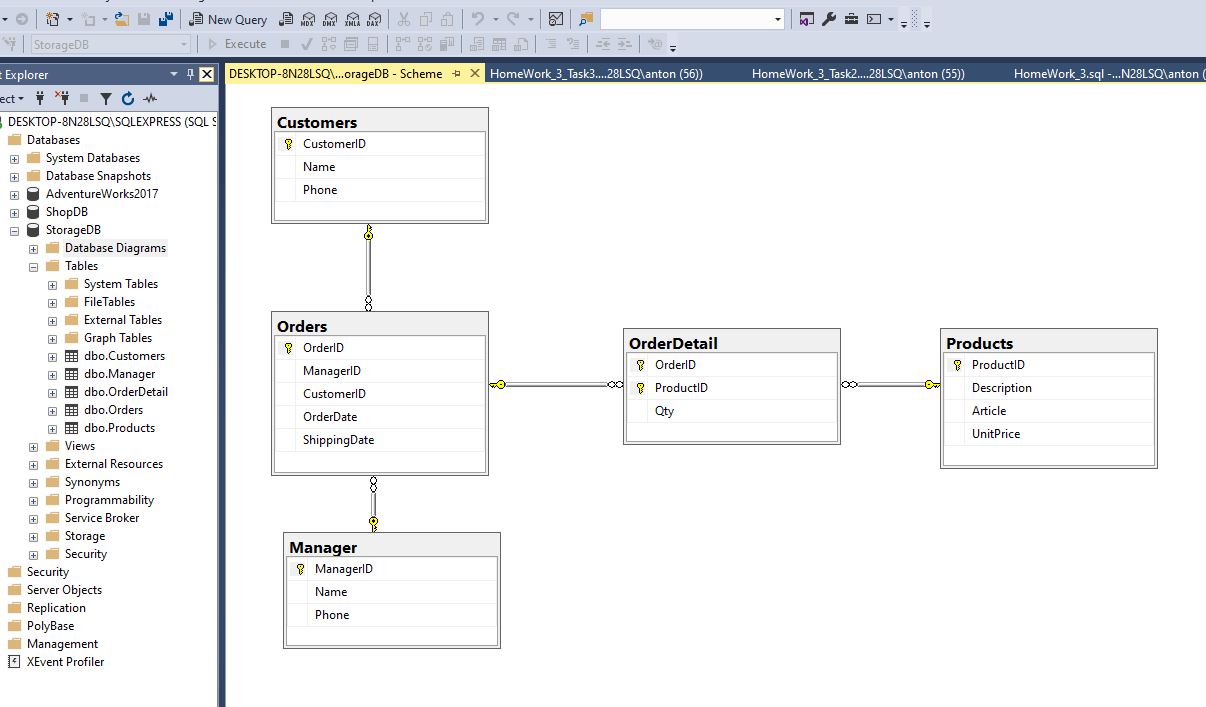 New Query
MDX DMX XMLA DAX
StorageDB
Execute
t Explorer
ect
DESKTOP-8N28LSQ\SQLEXPRESS (SQL S
Databases
System Databases
Database Snapshots
AdventureWorks2017
ShopDB
StorageDB
Database Diagrams
Tables
System Tables
FileTables
External Tables
Graph Tables
dbo.Customers
dbo.Manager
dbo.OrderDetail
dbo.Orders
dbo.Products
Views
External Resources
Synonyms
Programmability
Service Broker
Storage
Security
Security
Server Objects
Replication
PolyBase
Management
XEvent Profiler
DESKTOP-8N28LSQ\...orageDB - Scheme
HomeWork_3_Task3....28LSQ\anton (56))
HomeWork_3_Task2....28LSQ\anton (55))
HomeWork_3.sql -...N28LSQ\anton (
Customers
CustomerID
Name
Phone
Orders
OrderID
ManagerID
CustomerID
OrderDate
ShippingDate
Manager
ManagerID
Name
Phone
OrderDetail
OrderID
ProductID
Qty
Products
ProductID
Description
Article
UnitPrice